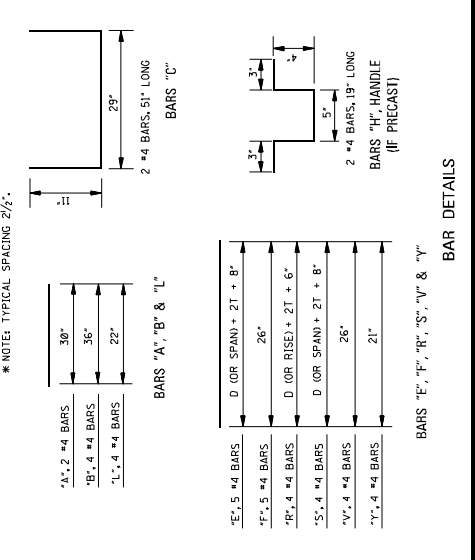 * NOTE: TYPICAL SPACING 2½".
"A", 2 #4 BARS 30"
"B", 4 #4 BARS 36"
"L", 4 #4 BARS 22"
BARS "A", "B" & "L"
11"
29"
2 #4 BARS, 51" LONG
BARS "C"
"E", 5 #4 BARS D (OR SPAN) + 2T + 8"
"F", 5 #4 BARS 26"
"R", 4 #4 BARS D (OR RISE) + 2T + 6"
"S", 4 #4 BARS D (OR SPAN) + 2T + 8"
"V", 4 #4 BARS 26"
"Y", 4 #4 BARS 21"
BARS "E", "F", "R", "S", "V" & "Y"
3"
3"
4"
5"
2 #4 BARS, 19" LONG
BARS "H", HANDLE
(IF PRECAST)
BAR DETAILS